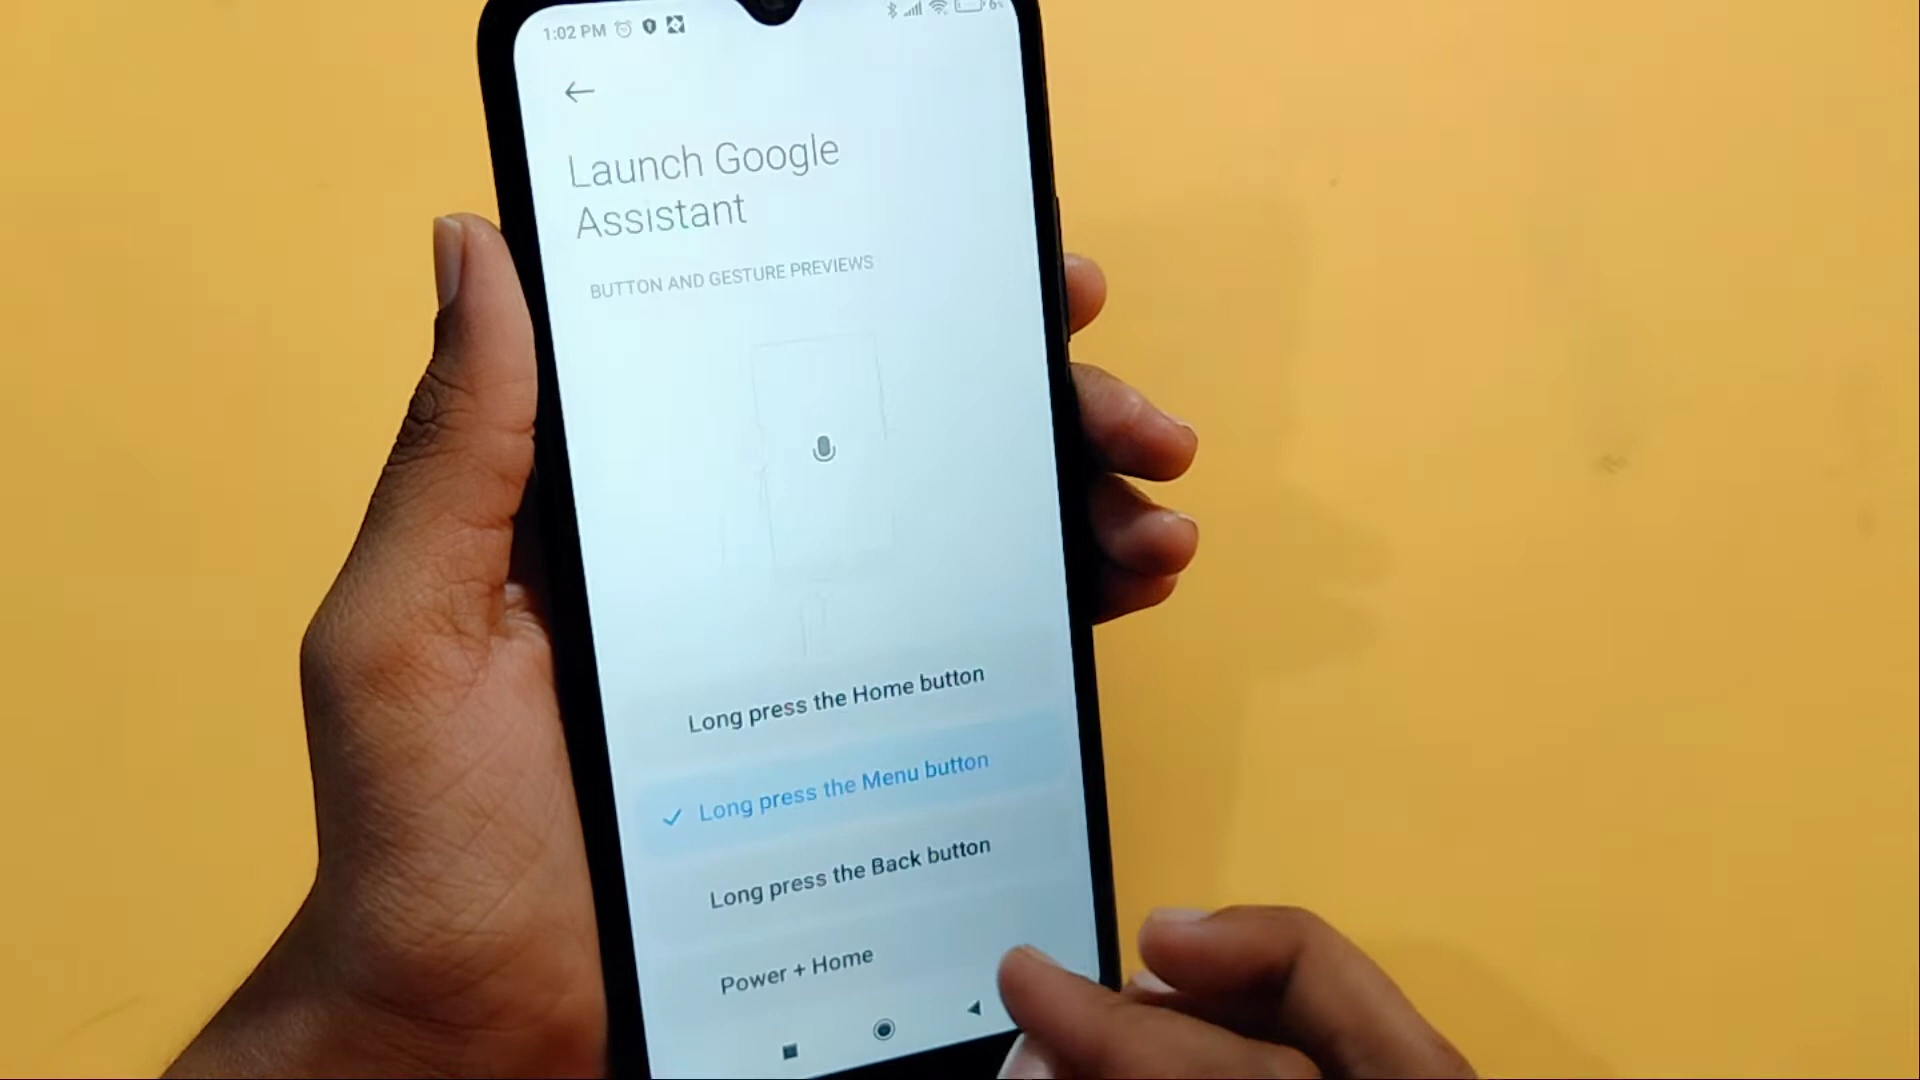 1:02 PM
Launch Google
Assistant
BUTTON AND GESTURE PREVIEWS
Long press the Home button
Long press the Menu button
Long press the Back button
Power + Home